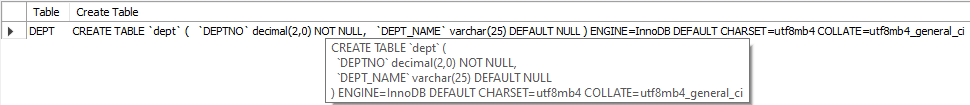 Table Create Table
DEPT CREATE TABLE `dept` ( `DEPTNO` decimal(2,0) NOT NULL, `DEPT_NAME` varchar(25) DEFAULT NULL ) ENGINE=InnoDB DEFAULT CHARSET=utf8mb4 COLLATE=utf8mb4_general_ci
CREATE TABLE `dept` (
`DEPTNO` decimal(2,0) NOT NULL,
`DEPT_NAME` varchar(25) DEFAULT NULL
) ENGINE=InnoDB DEFAULT CHARSET=utf8mb4 COLLATE=utf8mb4_general_ci